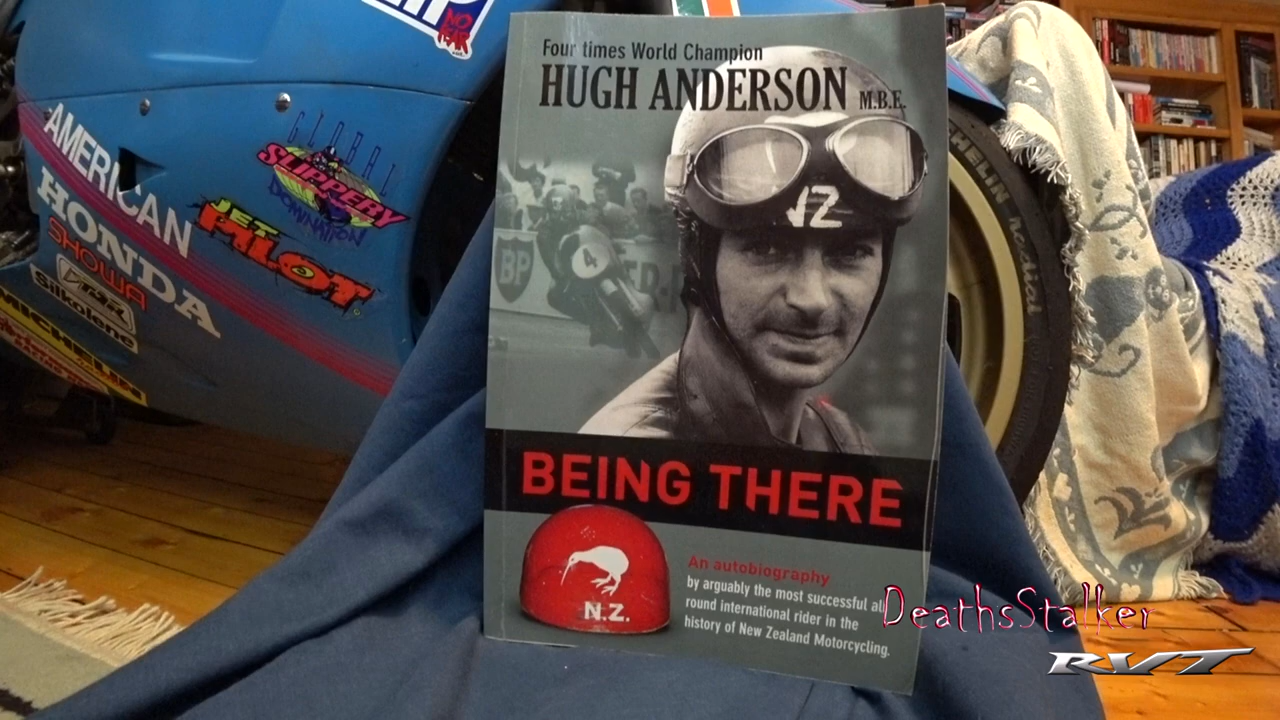 Four times World Champion
HUGH ANDERSON M.B.E.
NZ
BP
4
BEING THERE
N.Z.
An autobiography
by arguably the most successful all
round international rider in the
history of New Zealand Motorcycling.
NO
FEAR
AMERICAN
HONDA
SHOWA
Silkolene
MICHELIN
GLOBAL
SLIPPERY
DOMINATION
JET
PILOT
DeathsStalker
RVT